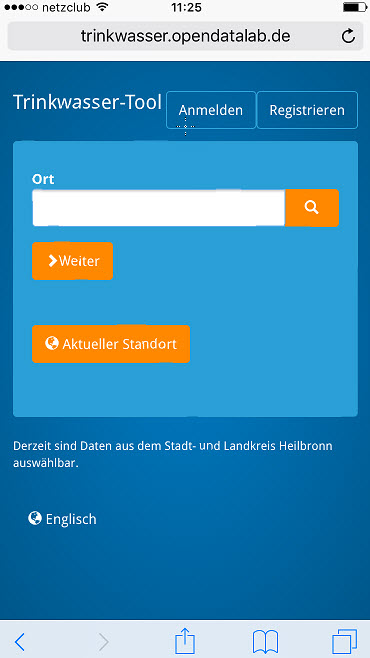 netzclub 11:25
trinkwasser.opendatalab.de
Trinkwasser-Tool Anmelden Registrieren
Ort
Weiter
Aktueller Standort
Derzeit sind Daten aus dem Stadt- und Landkreis Heilbronn
auswählbar.
Englisch